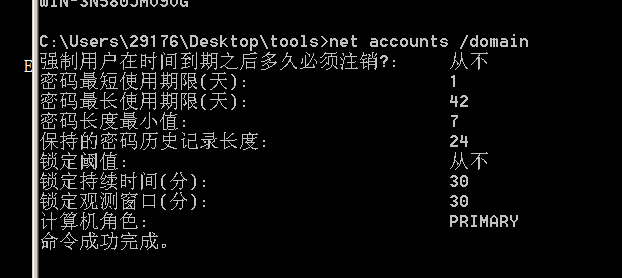 C:\Users\29176\Desktop\tools>net accounts /domain
强制用户在时间到期之后多久必须注销?: 从不
密码最短使用期限(天): 1
密码最长使用期限(天): 42
密码长度最小值: 7
保持的密码历史记录长度: 24
锁定阈值: 从不
锁定持续时间(分): 30
锁定观测窗口(分): 30
计算机角色: PRIMARY
命令成功完成。